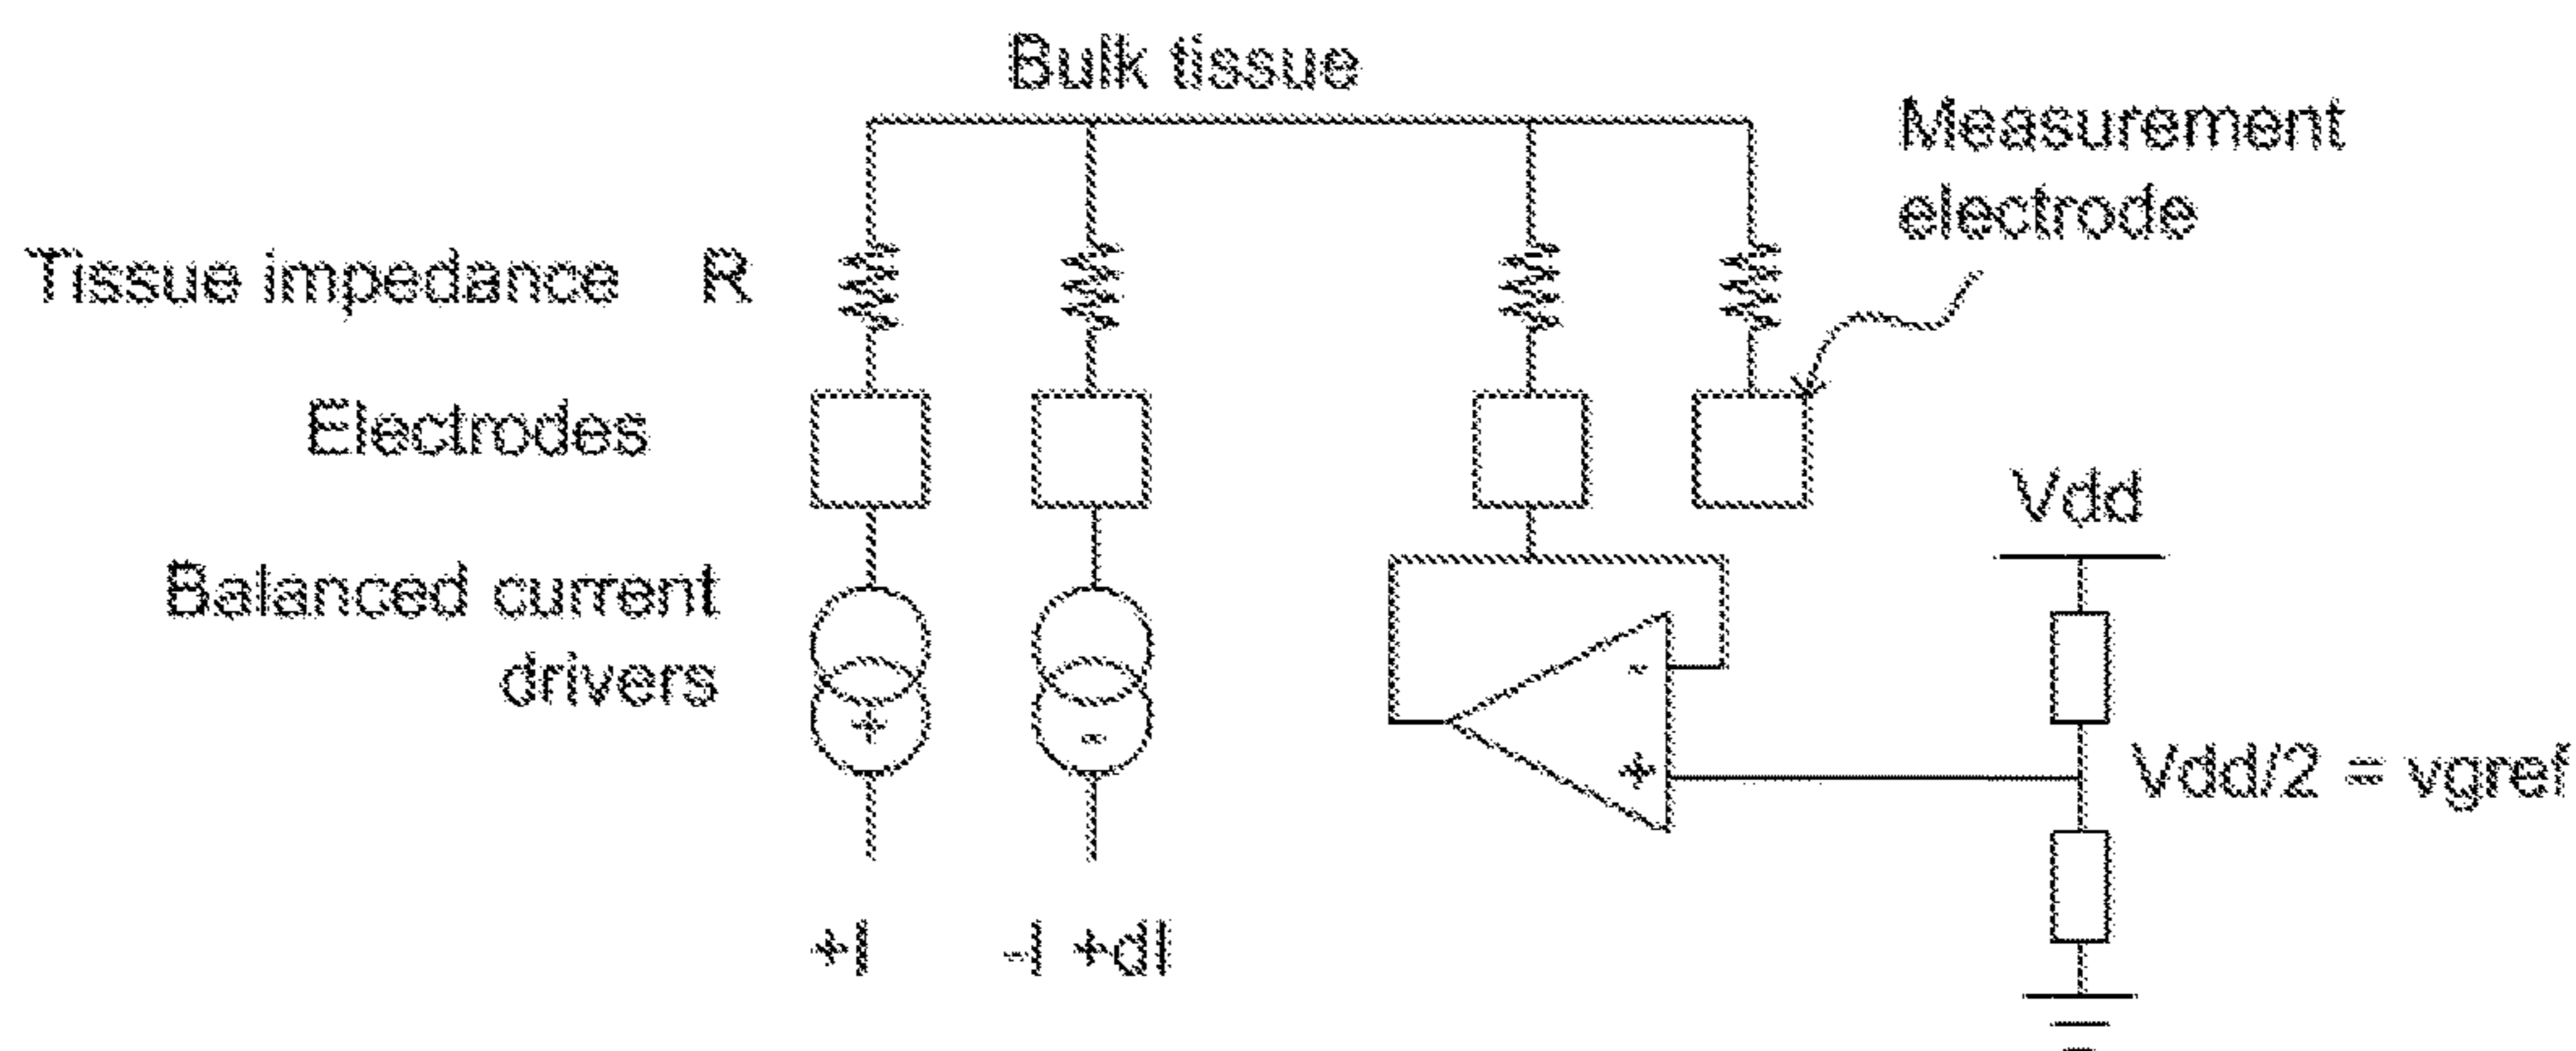 Bulk tissue
Measurement
electrode
Tissue impedance R
Electrodes
Vdd
Balanced current
drivers
+
-
-
+
Vdd/2 = vgref
+I
-I +dI